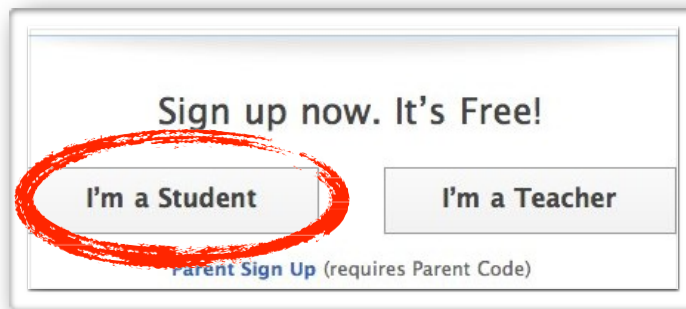 Sign up now. It's Free!
I'm a Student I'm a Teacher
Parent Sign Up (requires Parent Code)